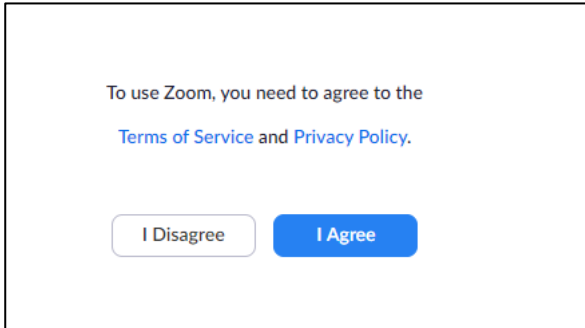 To use Zoom, you need to agree to the
Terms of Service and Privacy Policy.
I Disagree
I Agree